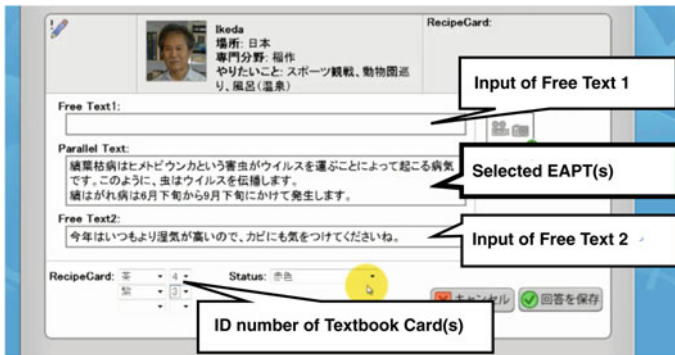 Ikeda
場所: 日本
専門分野: 稲作
やりたいこと: スポーツ観戦、動物園巡
り、風呂(温泉)
RecipeCard:
Input of Free Text 1
Free Text1:
Parallel Text:
縞葉枯病はヒメトビウンカという害虫がウイルスを運ぶことによって起こる病気
です。このように、虫はウイルスを伝播します。
縞はがれ病は6月下旬から9月下旬にかけて発生します。
Selected EAPT(s)
Free Text2:
今年はいつもより湿気が高いので、カビにも気をつけてくださいね。
Input of Free Text 2
RecipeCard: 茶 4 Status: 赤色
紫 3
キャンセル 回答を保存
ID number of Textbook Card(s)